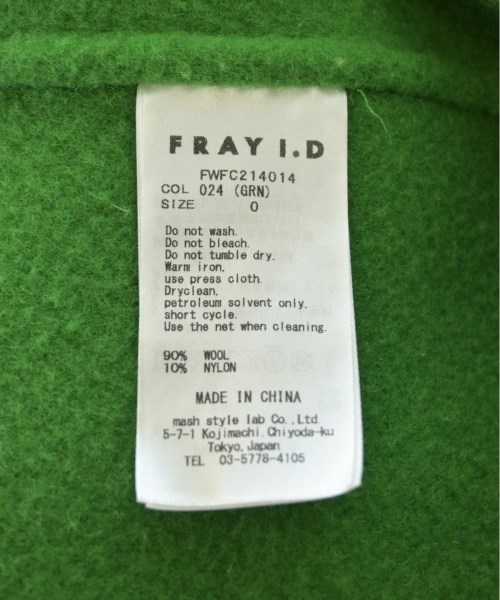 FRAY I.D
FWFC214014
COL 024 (GRN)
SIZE 0
Do not wash.
Do not bleach.
Do not tumble dry.
Warm iron,
use press cloth.
Dryclean,
petroleum solvent only,
short cycle.
Use the net when cleaning.
90% WOOL
10% NYLON
MADE IN CHINA
mash style lab Co.,Ltd.
5-7-1 Kojimachi,Chiyoda-ku
Tokyo,Japan
TEL 03-5778-4105